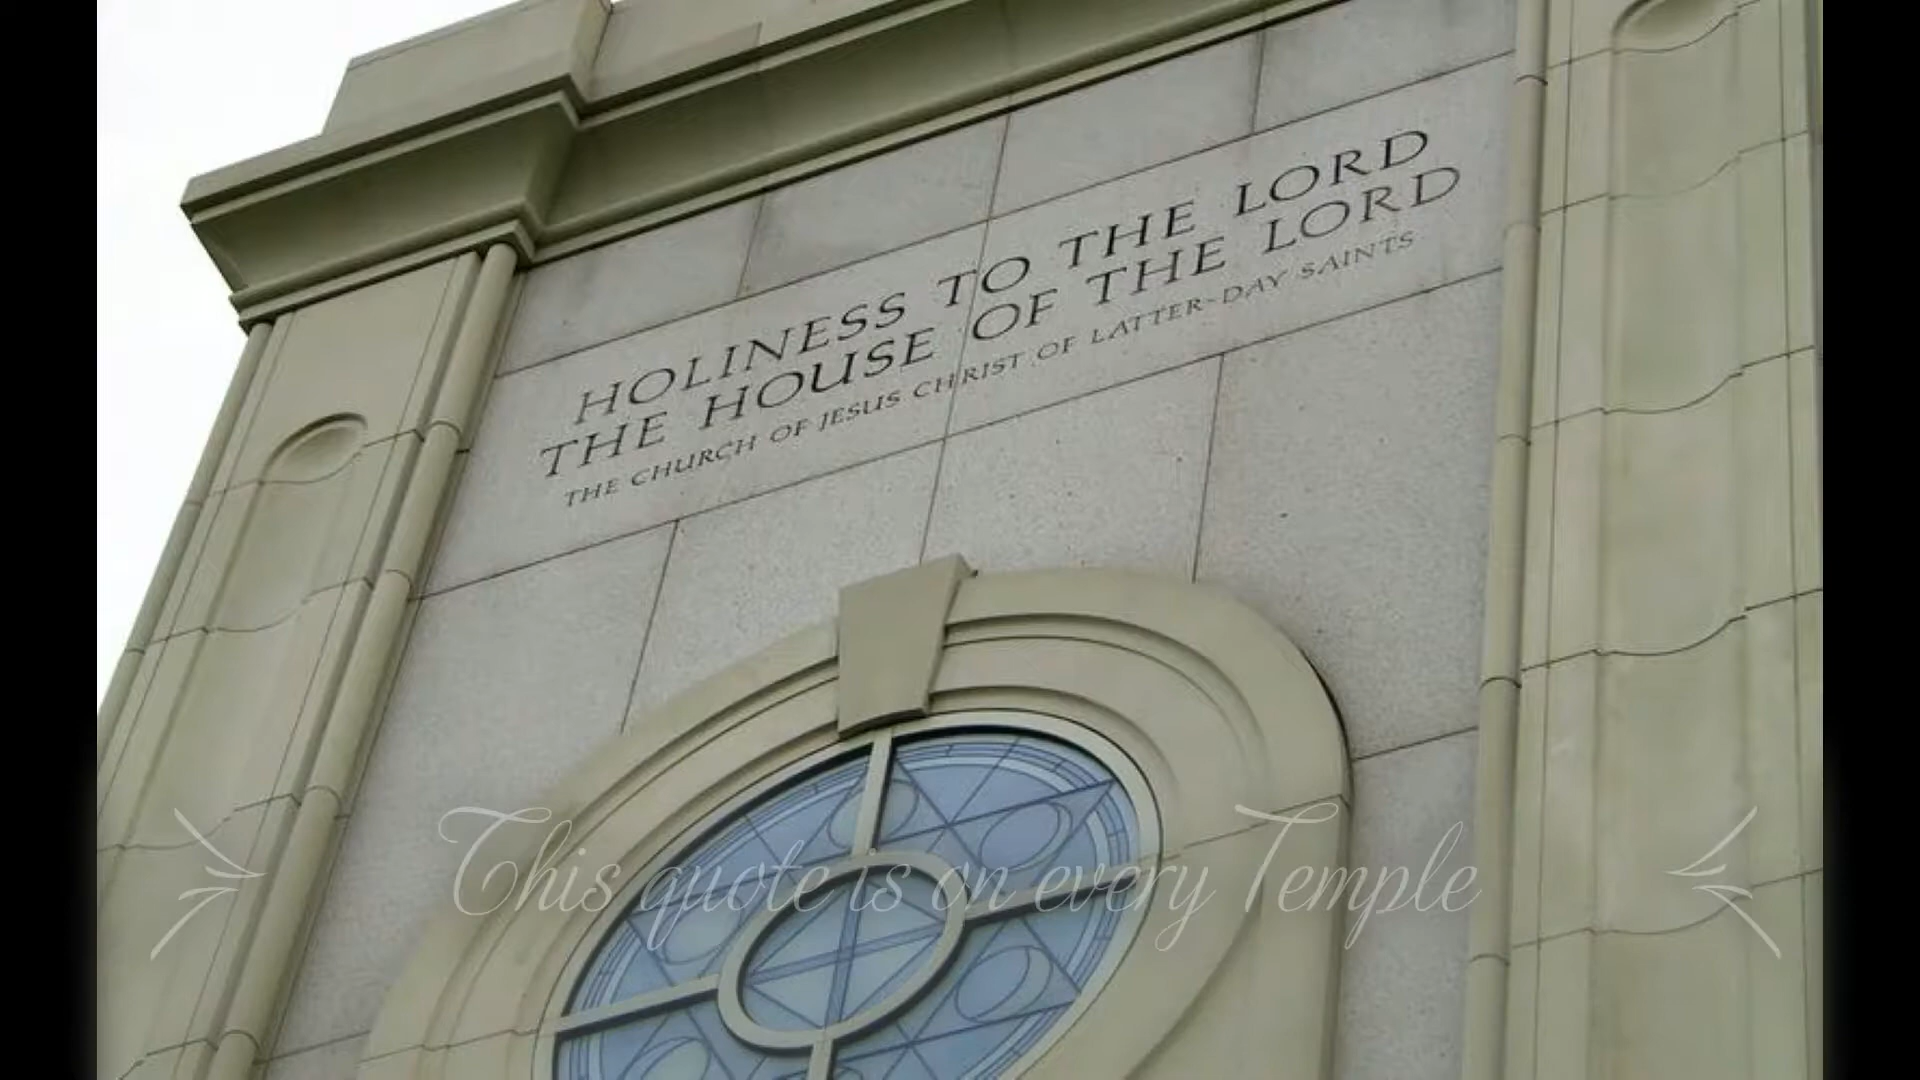 HOLINESS TO THE LORD
THE HOUSE OF THE LORD
THE CHURCH OF JESUS CHRIST OF LATTER-DAY SAINTS
This quote is on every Temple